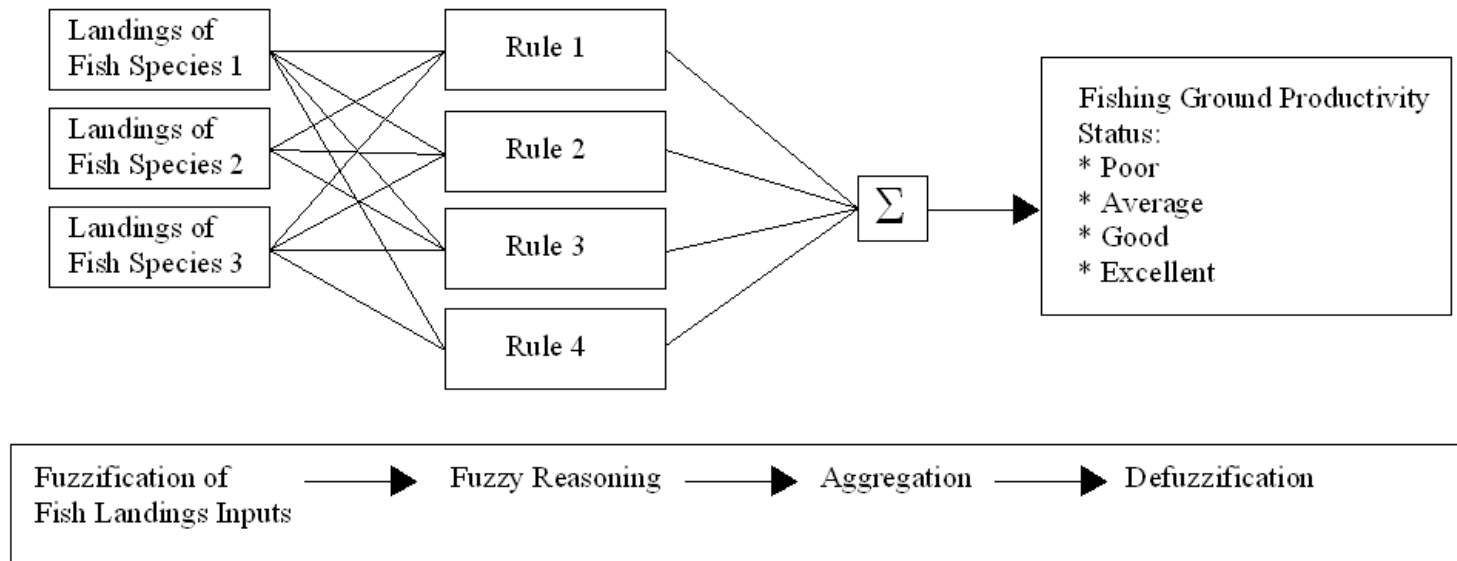 Landings of
Fish Species 1
Landings of
Fish Species 2
Landings of
Fish Species 3
Rule 1
Rule 2
Rule 3
Rule 4
Σ
Fishing Ground Productivity
Status:
* Poor
* Average
* Good
* Excellent
Fuzzification of
Fish Landings Inputs
Fuzzy Reasoning
Aggregation
Defuzzification